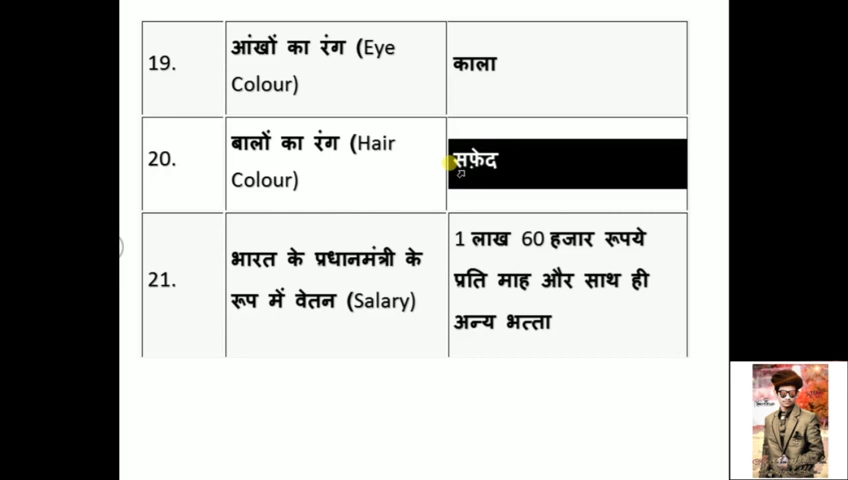 19.
आंखों का रंग (Eye
Colour)
काला
20.
बालों का रंग (Hair
Colour)
सफ़ेद
21.
भारत के प्रधानमंत्री के
रूप में वेतन (Salary)
1 लाख 60 हजार रूपये
प्रति माह और साथ ही
अन्य भत्ता